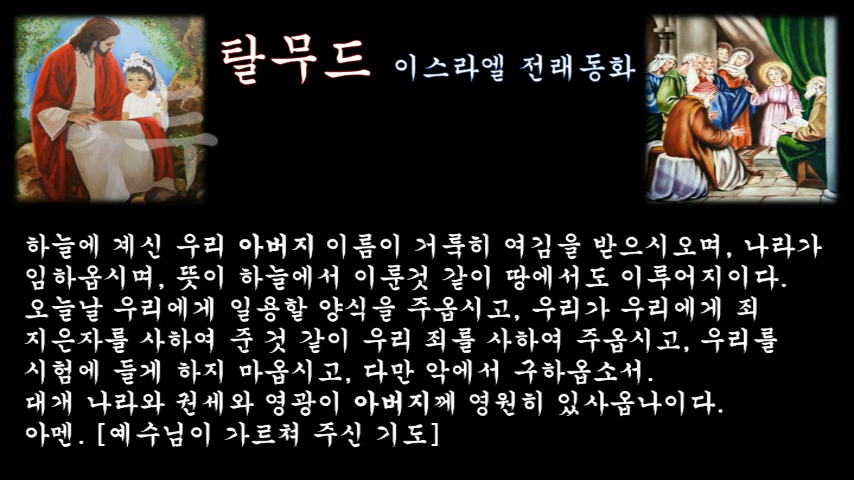 탈무드 이스라엘 전래동화
하늘에 계신 우리 아버지 이름이 거룩히 여김을 받으시오며, 나라가
임하옵시며, 뜻이 하늘에서 이룬것 같이 땅에서도 이루어지이다.
오늘날 우리에게 일용할 양식을 주옵시고, 우리가 우리에게 죄
지은자를 사하여 준 것 같이 우리 죄를 사하여 주옵시고, 우리를
시험에 들게 하지 마옵시고, 다만 악에서 구하옵소서.
대개 나라와 권세와 영광이 아버지께 영원히 있사옵나이다.
아멘. [예수님이 가르쳐 주신 기도]